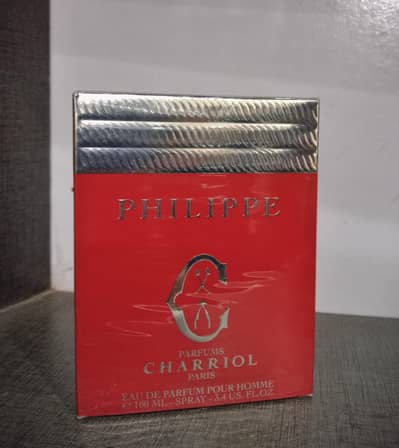 PHILIPPE
C
PARFUMS
CHARRIOL
PARIS
EAU DE PARFUM POUR HOMME
℮ 100 ML - SPRAY - 3.4 US. FL.OZ